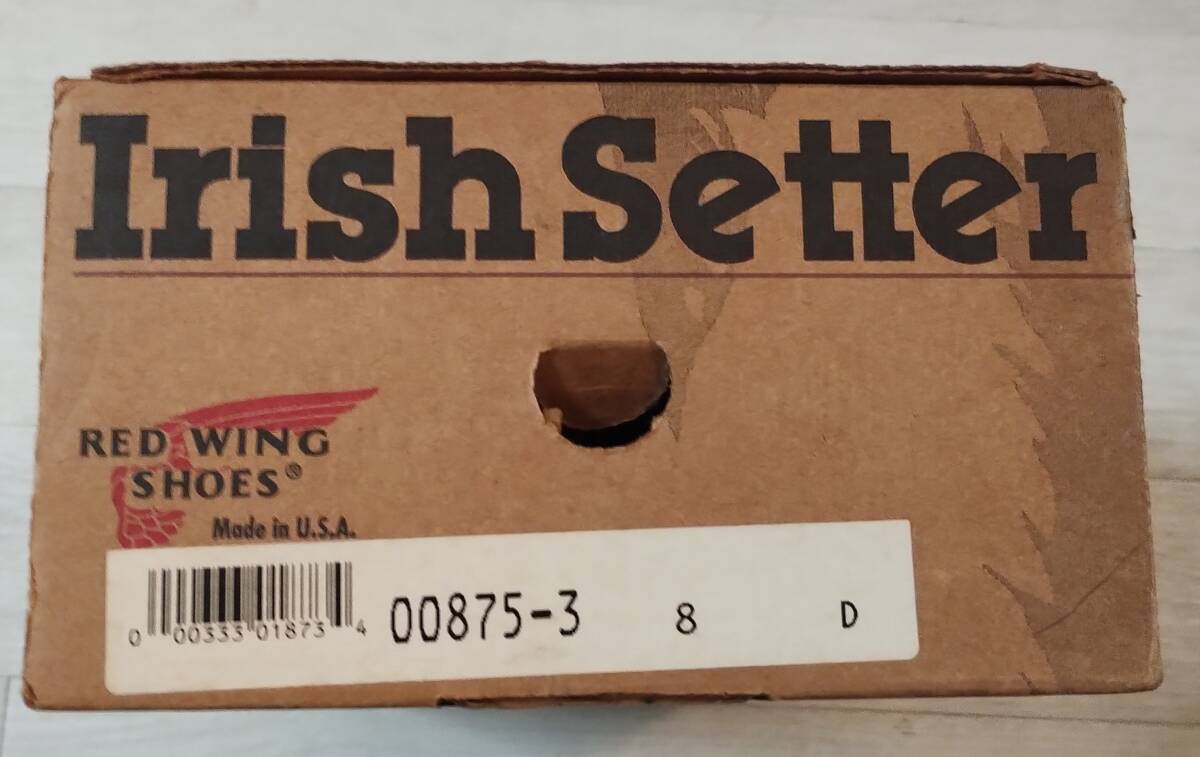 Irish Setter
RED WING
SHOES®
Made in U.S.A.
0 00333 01873 4
00875-3 8 D